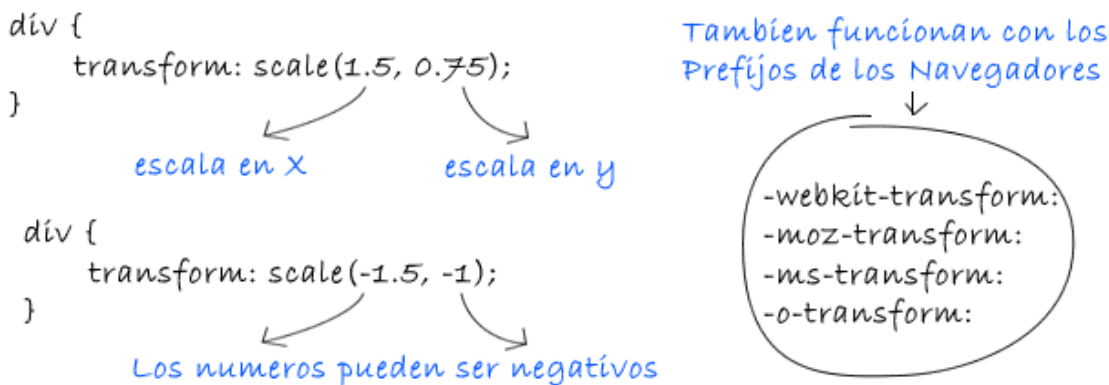 div {
transform: scale(1.5, 0.75);
}
escala en X
escala en y
div {
transform: scale(-1.5, -1);
}
Los numeros pueden ser negativos
Tambien funcionan con los
Prefijos de los Navegadores
-webkit-transform:
-moz-transform:
-ms-transform:
-o-transform: